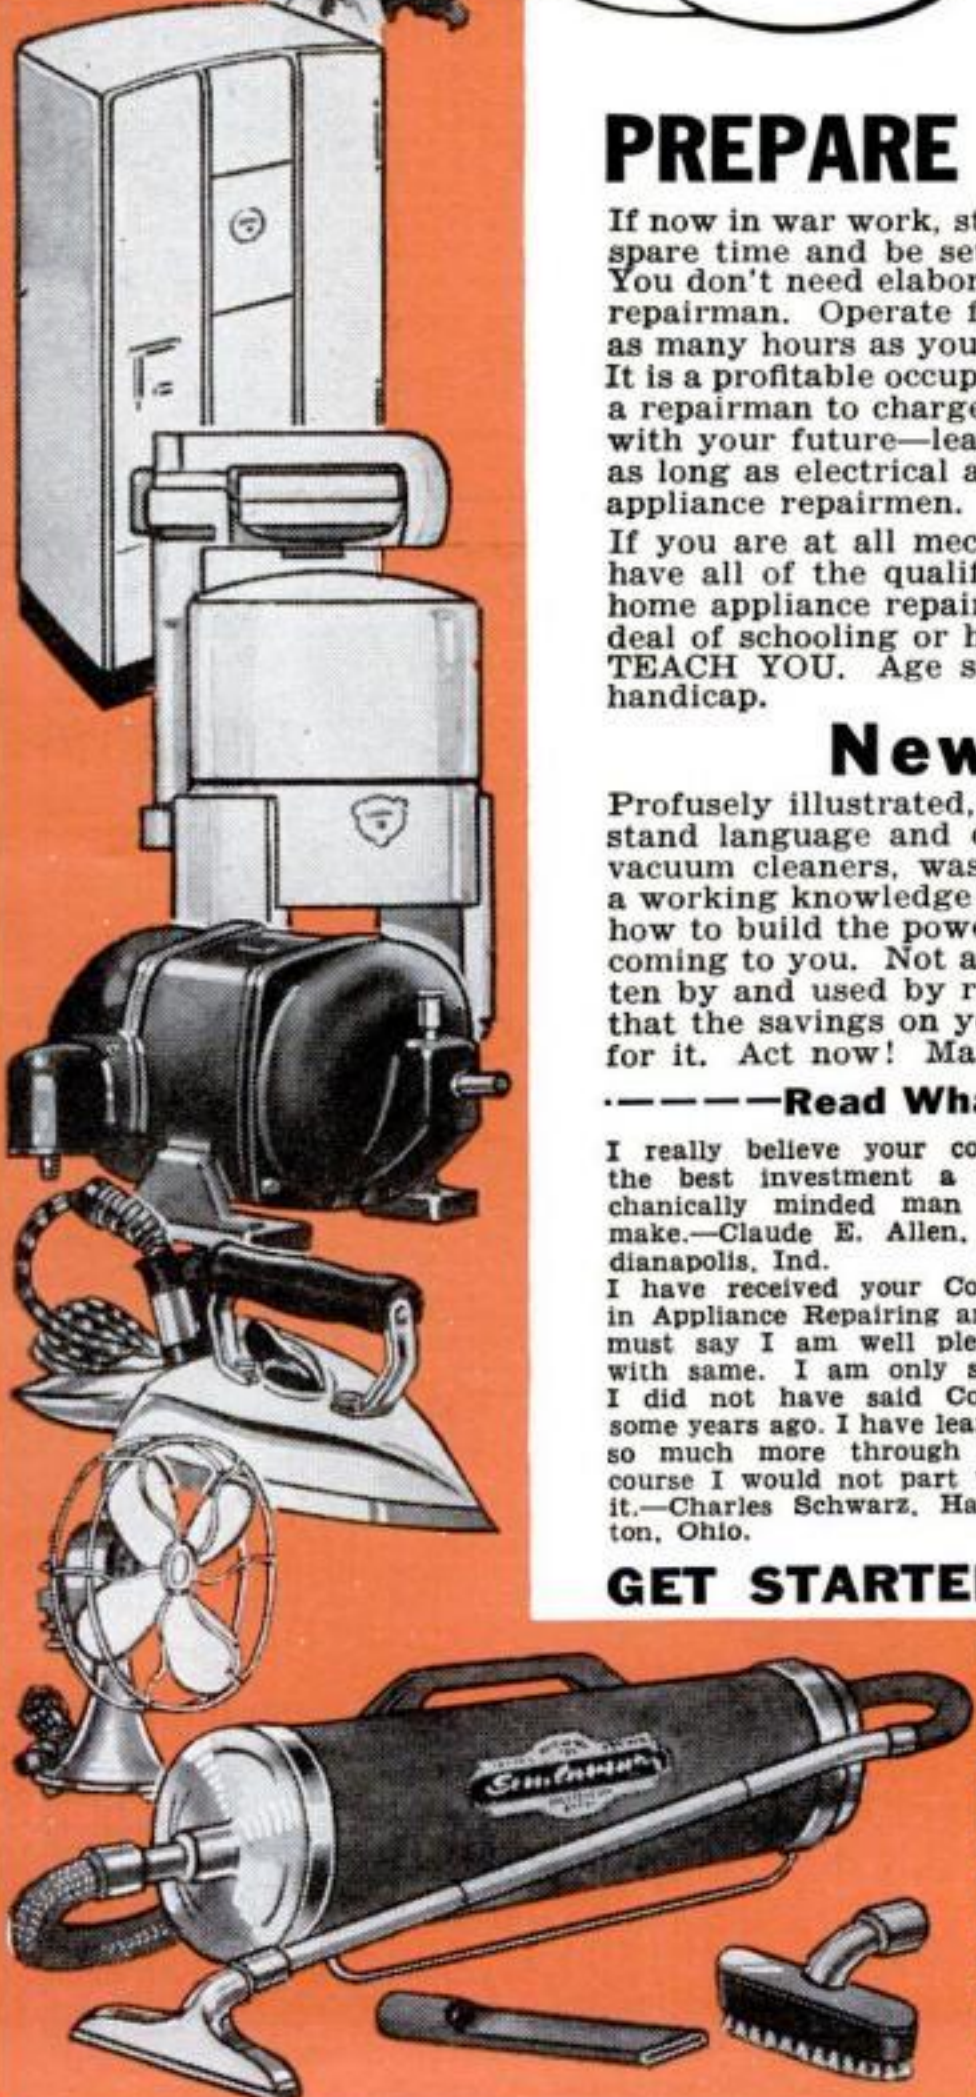 PREPARE
If now in war work, st
spare time and be se
You don't need elabor
repairman. Operate f
as many hours as you
It is a profitable occup
a repairman to charge
with your future—lea
as long as electrical a
appliance repairmen.
If you are at all mec
have all of the qualif
home appliance repair
deal of schooling or h
TEACH YOU. Age s
handicap.
New
Profusely illustrated,
stand language and c
vacuum cleaners, was
a working knowledge
how to build the powe
coming to you. Not a
ten by and used by r
that the savings on y
for it. Act now! Ma
·————Read Wha
I really believe your co
the best investment a
chanically minded man
make.—Claude E. Allen,
dianapolis, Ind.
I have received your Co
in Appliance Repairing an
must say I am well ple
with same. I am only s
I did not have said Co
some years ago. I have lea
so much more through
course I would not part
it.—Charles Schwarz, Ha
ton, Ohio.
GET STARTE